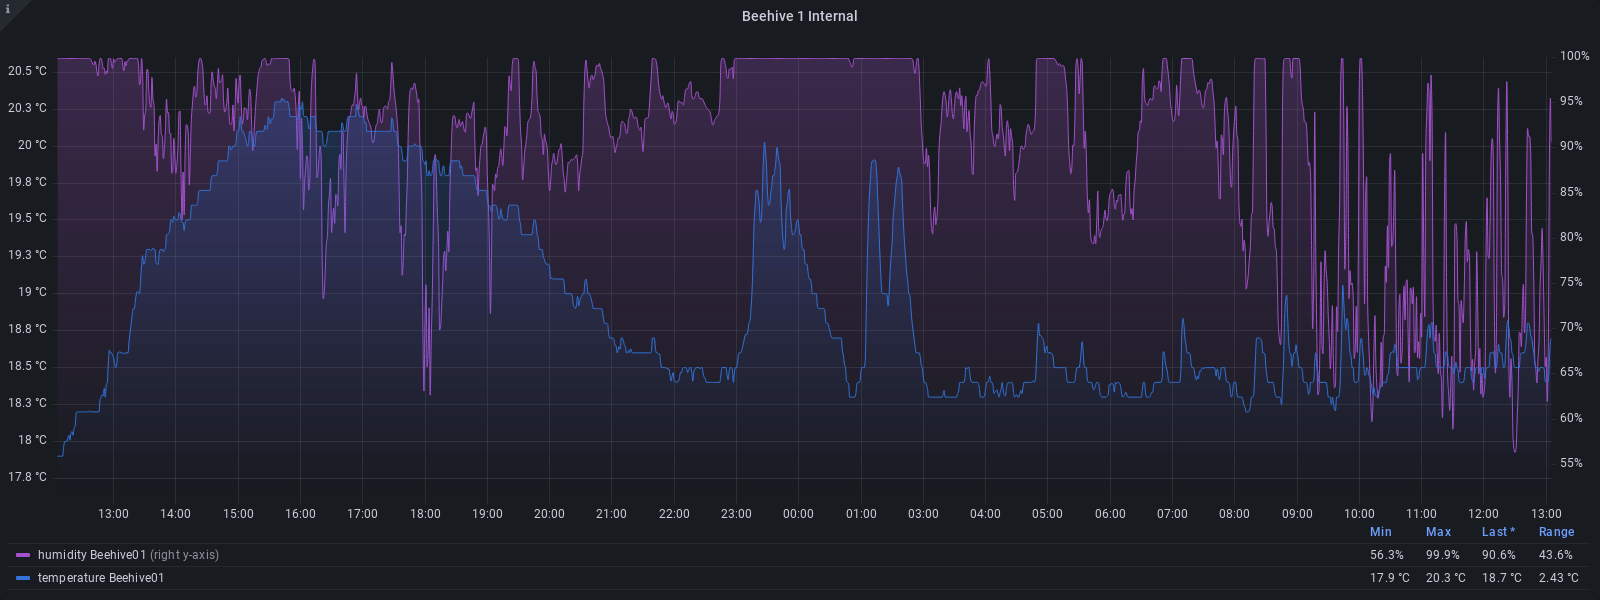 i
Beehive 1 Internal
20.5 °C
20.3 °C
20 °C
19.8 °C
19.5 °C
19.3 °C
19 °C
18.8 °C
18.5 °C
18.3 °C
18 °C
17.8 °C
100%
95%
90%
85%
80%
75%
70%
65%
60%
55%
13:00 14:00 15:00 16:00 17:00 18:00 19:00 20:00 21:00 22:00 23:00 00:00 01:00 02:00 03:00 04:00 05:00 06:00 07:00 08:00 09:00 10:00 11:00 12:00 13:00
Min Max Last * Range
humidity Beehive01 (right y-axis) 56.3% 99.9% 90.6% 43.6%
temperature Beehive01 17.9 °C 20.3 °C 18.7 °C 2.43 °C